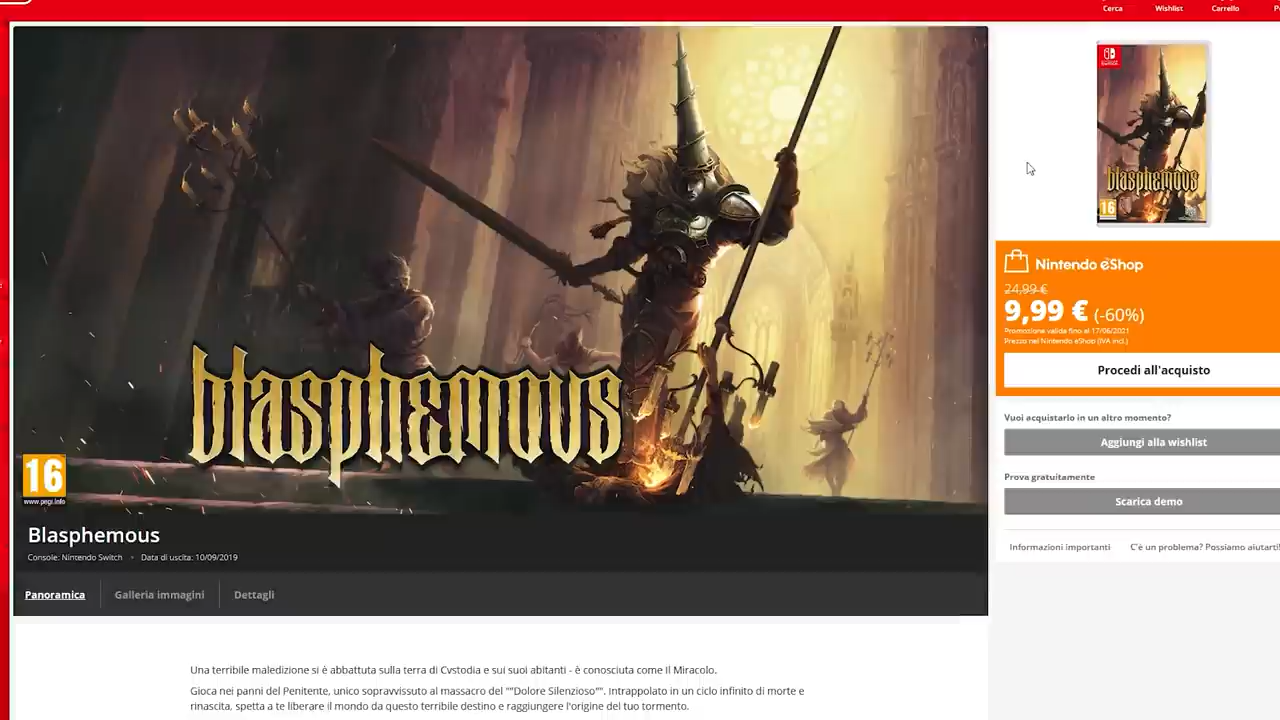 Cerca
Wishlist
Carrello
blasphemous
16
www.pegi.info
Blasphemous
Console: Nintendo Switch • Data di uscita: 10/09/2019
Panoramica
Galleria immagini
Dettagli
Una terribile maledizione si è abbattuta sulla terra di Cvstodia e sui suoi abitanti - è conosciuta come Il Miracolo.
Gioca nei panni del Penitente, unico sopravvissuto al massacro del ""Dolore Silenzioso"". Intrappolato in un ciclo infinito di morte e
rinascita, spetta a te liberare il mondo da questo terribile destino e raggiungere l'origine del tuo tormento.
blasphemous
16
Nintendo eShop
24,99 €
9,99 € (-60%)
Promozione valida fino al 17/06/2021
Prezzo nel Nintendo eShop (IVA incl.)
Procedi all'acquisto
Vuoi acquistarlo in un altro momento?
Aggiungi alla wishlist
Prova gratuitamente
Scarica demo
Informazioni importanti
C'è un problema? Possiamo aiutarti!